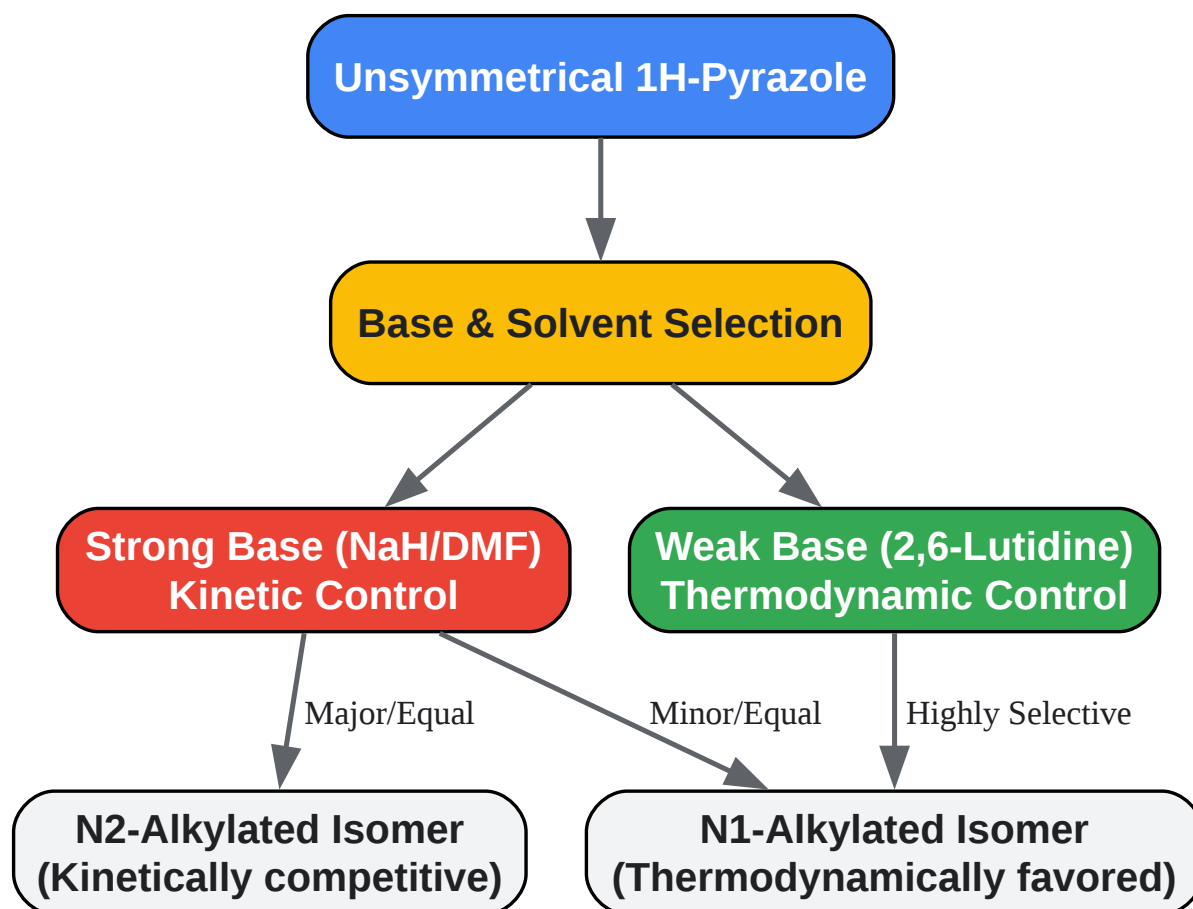 Unsymmetrical 1H-Pyrazole
Base & Solvent Selection
Strong Base (NaH/DMF)
Kinetic Control
Weak Base (2,6-Lutidine)
Thermodynamic Control
Major/Equal
Minor/Equal
Highly Selective
N2-Alkylated Isomer
(Kinetically competitive)
N1-Alkylated Isomer
(Thermodynamically favored)